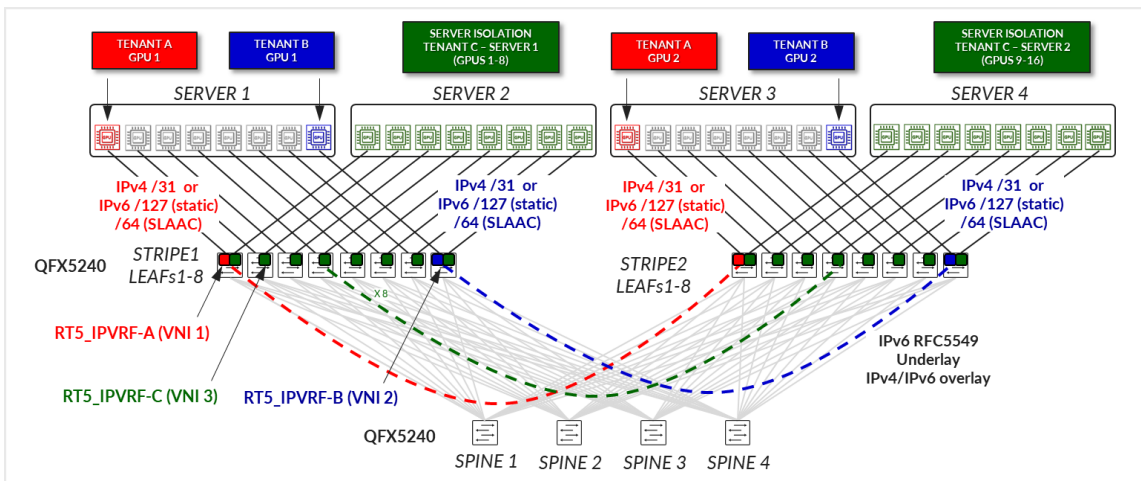 TENANT A
GPU 1
TENANT B
GPU 1
SERVER ISOLATION
TENANT C – SERVER 1
(GPUS 1-8)
TENANT A
GPU 2
TENANT B
GPU 2
SERVER ISOLATION
TENANT C – SERVER 2
(GPUS 9-16)
SERVER 1
SERVER 2
SERVER 3
SERVER 4
IPv4 /31 or
IPv6 /127 (static)
/64 (SLAAC)
IPv4 /31 or
IPv6 /127 (static)
/64 (SLAAC)
IPv4 /31 or
IPv6 /127 (static)
/64 (SLAAC)
IPv4 /31 or
IPv6 /127 (static)
/64 (SLAAC)
QFX5240
STRIPE1
LEAFs1-8
STRIPE2
LEAFs1-8
X 8
RT5_IPVRF-A (VNI 1)
RT5_IPVRF-C (VNI 3)
RT5_IPVRF-B (VNI 2)
IPv6 RFC5549
Underlay
IPv4/IPv6 overlay
QFX5240
SPINE 1
SPINE 2
SPINE 3
SPINE 4